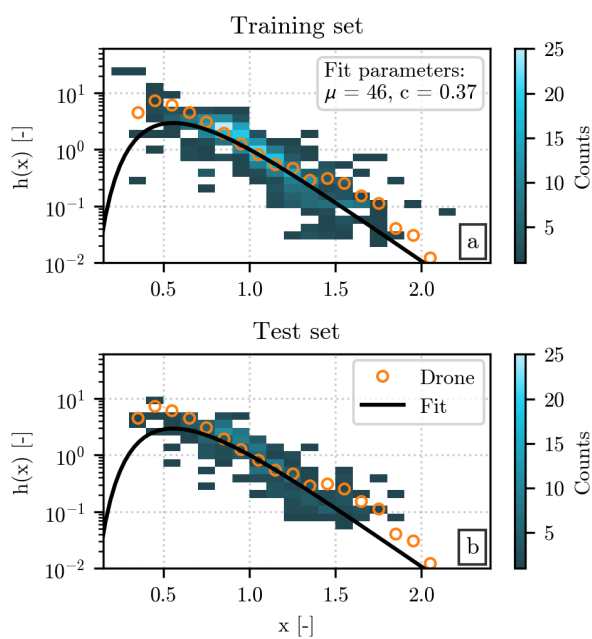 Training set
h(x) [-]
10^1
10^0
10^-1
10^-2
0.5 1.0 1.5 2.0
Fit parameters:
μ = 46, c = 0.37
a
25
20
15
10
5
Counts
Test set
h(x) [-]
10^1
10^0
10^-1
10^-2
0.5 1.0 1.5 2.0
x [-]
Drone
Fit
b
25
20
15
10
5
Counts